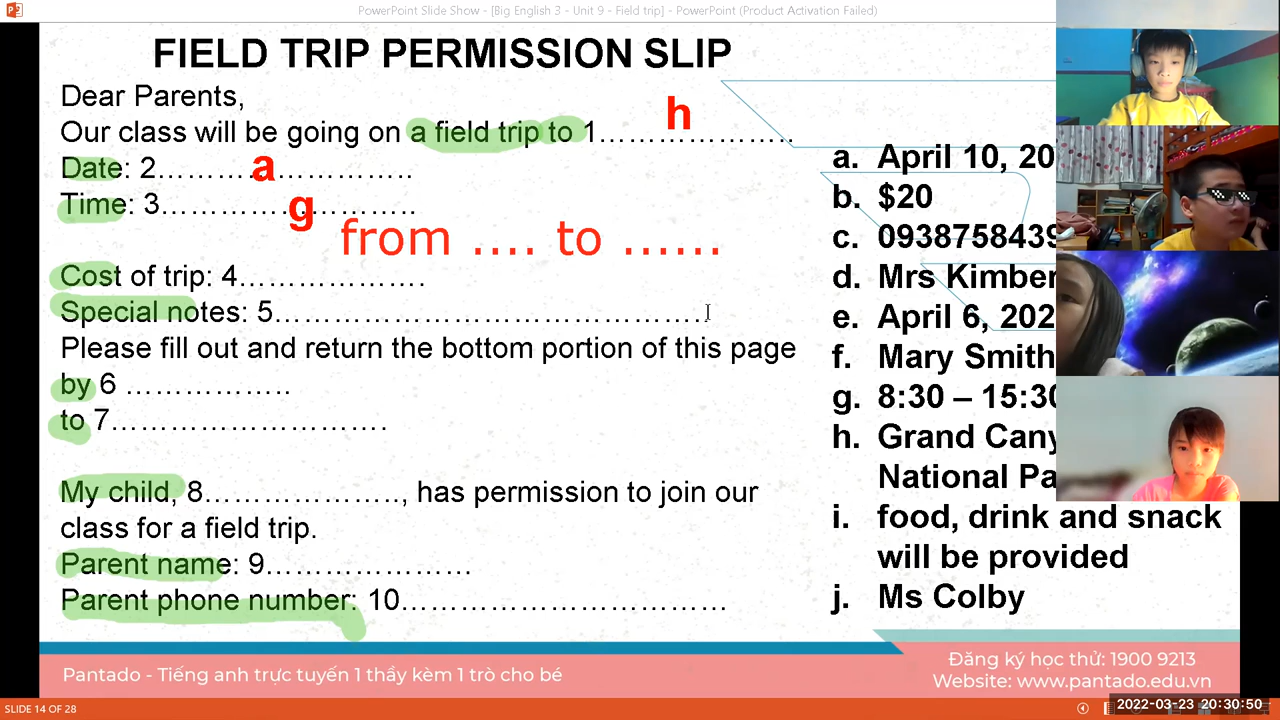 PowerPoint Slide Show - [Big English 3 - Unit 9 - Field trip] - PowerPoint (Product Activation Failed)
FIELD TRIP PERMISSION SLIP
Dear Parents,
Our class will be going on a field trip to 1…………………..
h
Date: 2……………………..
a
Time: 3……………………..
g
from .... to ......
Cost of trip: 4……………….
Special notes: 5…………………………………….
Please fill out and return the bottom portion of this page
by 6 ……………..
to 7……………………….
My child, 8………………., has permission to join our
class for a field trip.
Parent name: 9…………………
Parent phone number: 10……………………………
a. April 10, 20
b. $20
c. 0938758439
d. Mrs Kimber
e. April 6, 202
f. Mary Smith
g. 8:30 – 15:30
h. Grand Cany
National Pa
i. food, drink and snack
will be provided
j. Ms Colby
Pantado - Tiếng anh trực tuyến 1 thầy kèm 1 trò cho bé
Đăng ký học thử: 1900 9213
Website: www.pantado.edu.vn
SLIDE 14 OF 28
2022-03-23 20:30:50